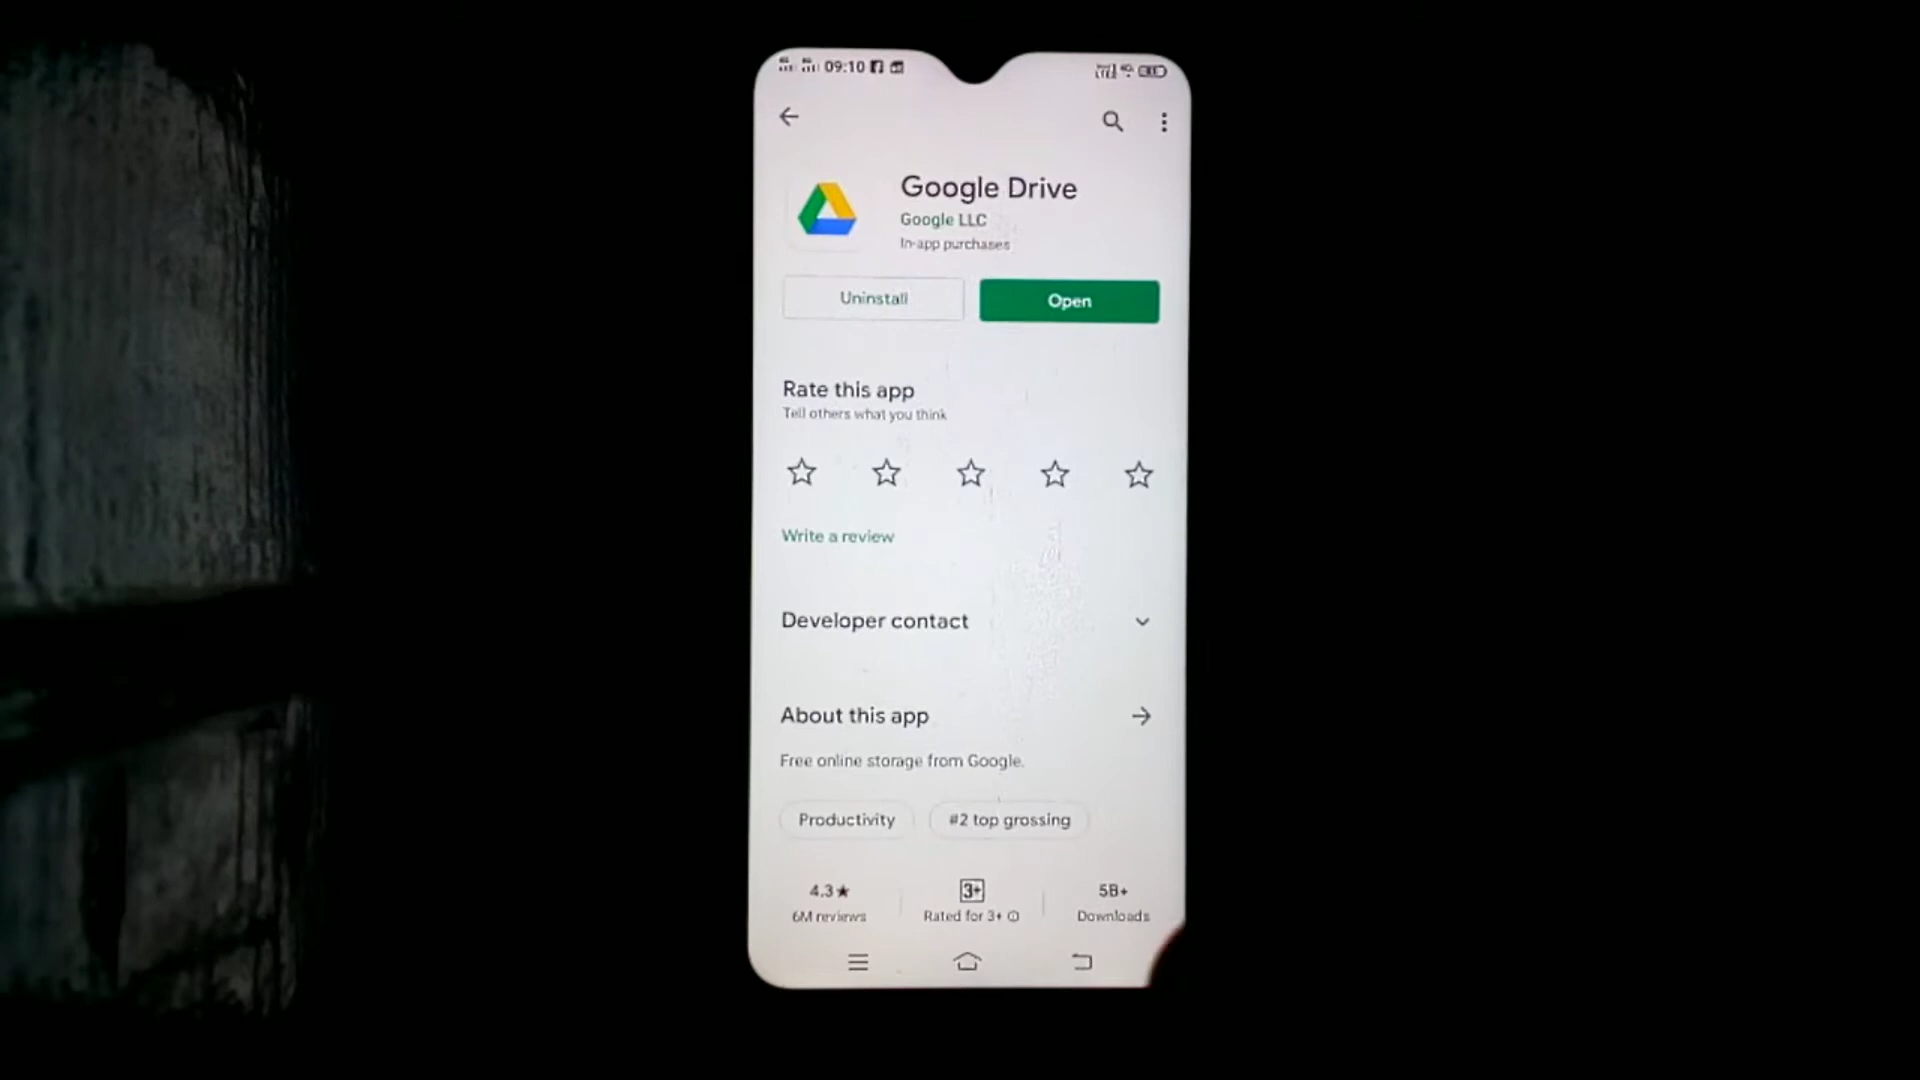 09:10
Google Drive
Google LLC
In-app purchases
Uninstall
Open
Rate this app
Tell others what you think
Write a review
Developer contact
About this app
Free online storage from Google.
Productivity
#2 top grossing
4.3★
3+
5B+
6M reviews
Rated for 3+
Downloads